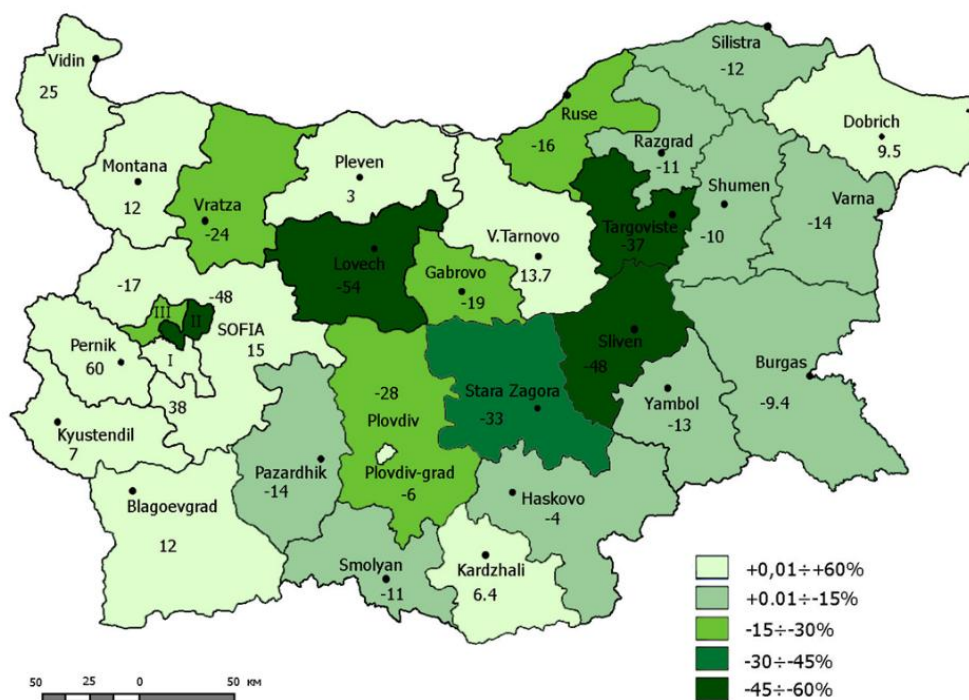 Vidin
25
Montana
12
Vratza
-24
Pleven
3
Lovech
-54
Ruse
-16
Silistra
-12
Dobrich
9.5
Razgrad
-11
Shumen
-10
Varna
-14
Targoviste
-37
V.Tarnovo
13.7
Gabrovo
-19
-17
-48
III
II
SOFIA
I
15
Pernik
60
38
Kyustendil
7
Blagoevgrad
12
Pazardhik
-14
-28
Plovdiv
Plovdiv-grad
-6
Stara Zagora
-33
Sliven
-48
Yambol
-13
Burgas
-9.4
Haskovo
-4
Smolyan
-11
Kardzhali
6.4
+0,01÷+60%
+0.01÷-15%
-15÷-30%
-30÷-45%
-45÷-60%
50 25 0 50 КМ